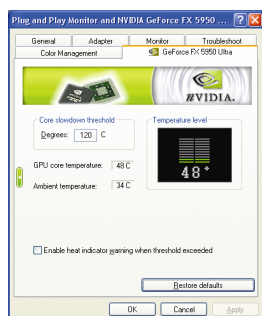 Plug and Play Monitor and NVIDIA GeForce FX 5950 ...
General Adapter Monitor Troubleshoot
Color Management GeForce FX 5950 Ultra
NVIDIA.
Core slowdown threshold
Degrees: 120 C
Temperature level
48°
GPU core temperature: 48 C
Ambient temperature: 34 C
Enable heat indicator warning when threshold exceeded
Restore defaults
OK Cancel Apply